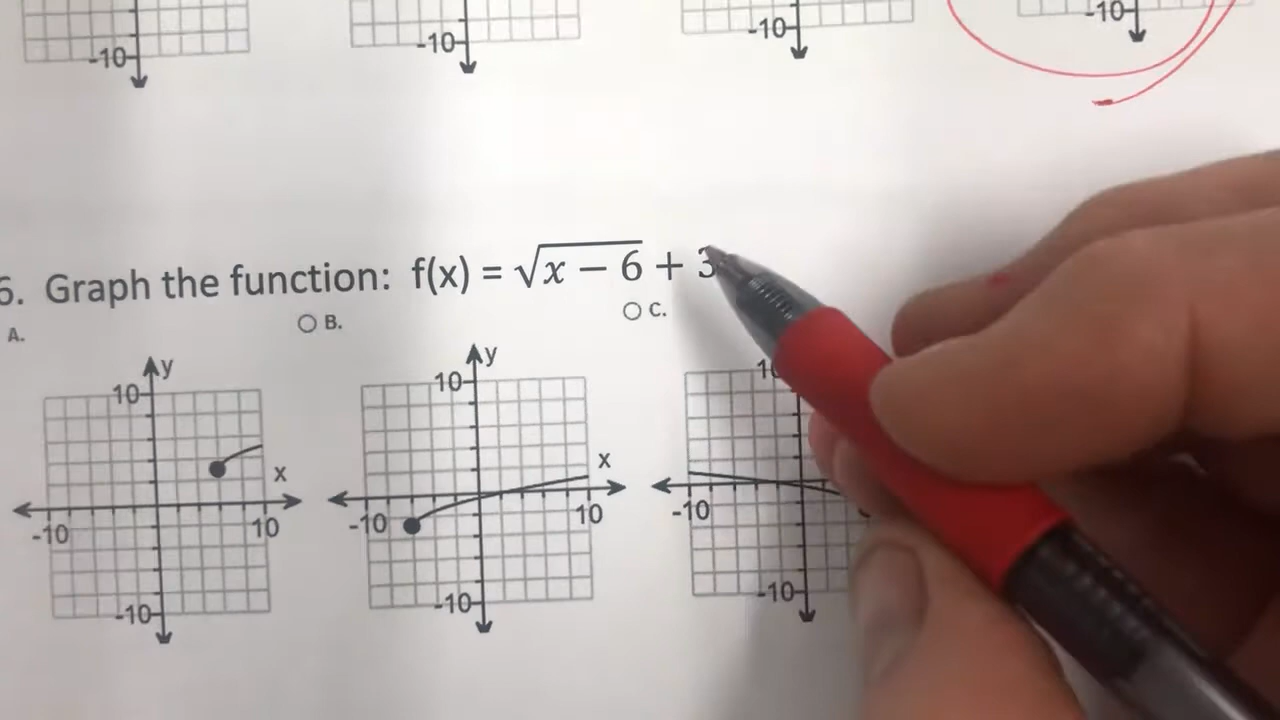 -10 -10 -10 -10
6. Graph the function: f(x) = √x − 6 + 3
A. B. C.
y y
10 10 10
x x
-10 10 -10 10 -10
-10 -10 -10